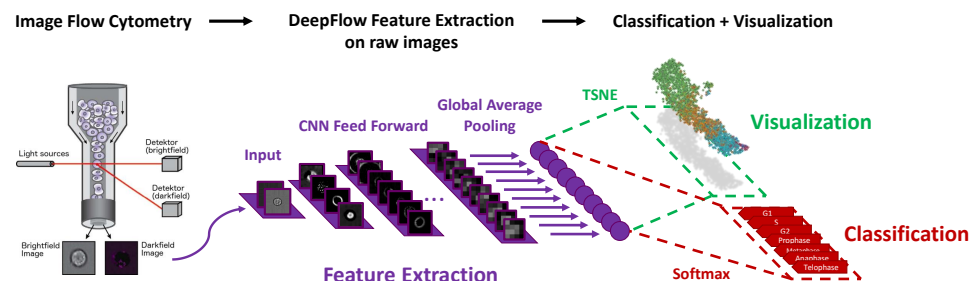 Image Flow Cytometry
DeepFlow Feature Extraction
on raw images
Classification + Visualization
Light sources
Detektor
(brightfield)
Detektor
(darkfield)
Brightfield
Image
Darkfield
Image
Input
CNN Feed Forward
Global Average
Pooling
...
Feature Extraction
TSNE
Visualization
Softmax
G1
S
G2
Prophase
Metaphase
Anaphase
Telophase
Classification